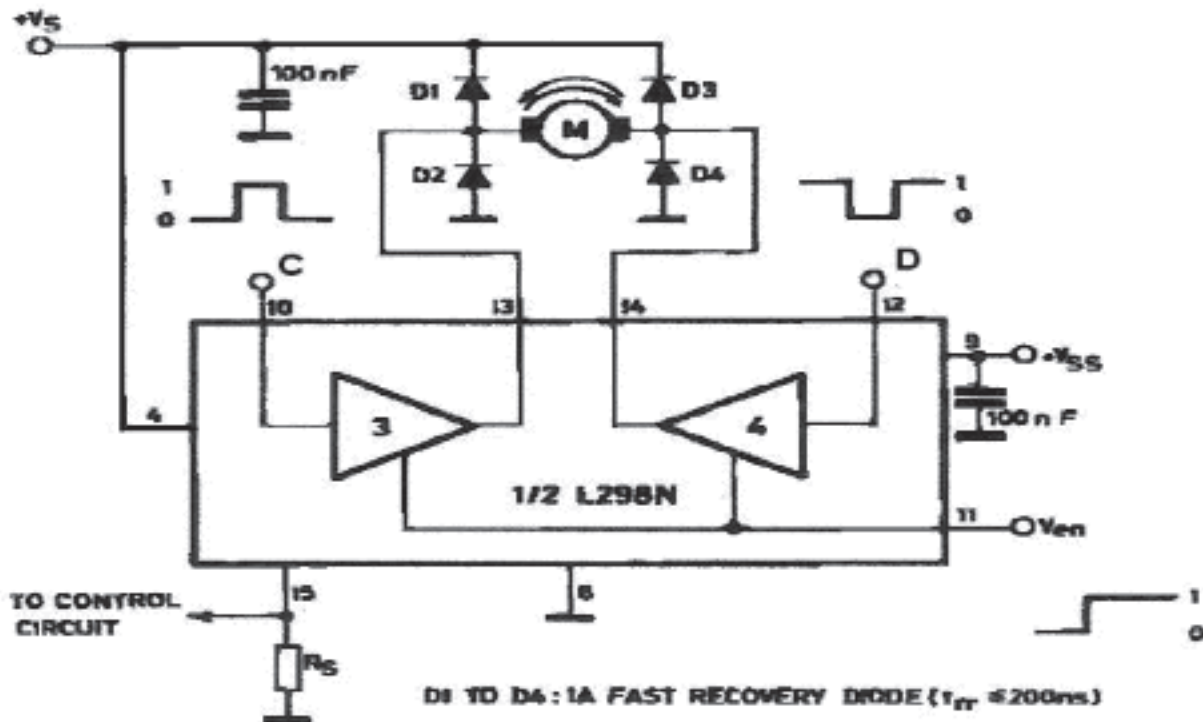 +VS
100nF
D1
M
D3
D2
D4
1
0
1
0
C
D
10
13
14
12
9
+VSS
4
3
4
100nF
1/2 L298N
11
Ven
15
8
TO CONTROL
CIRCUIT
RS
1
0
D1 TO D4 : 1A FAST RECOVERY DIODE (trr ≤ 200ns)